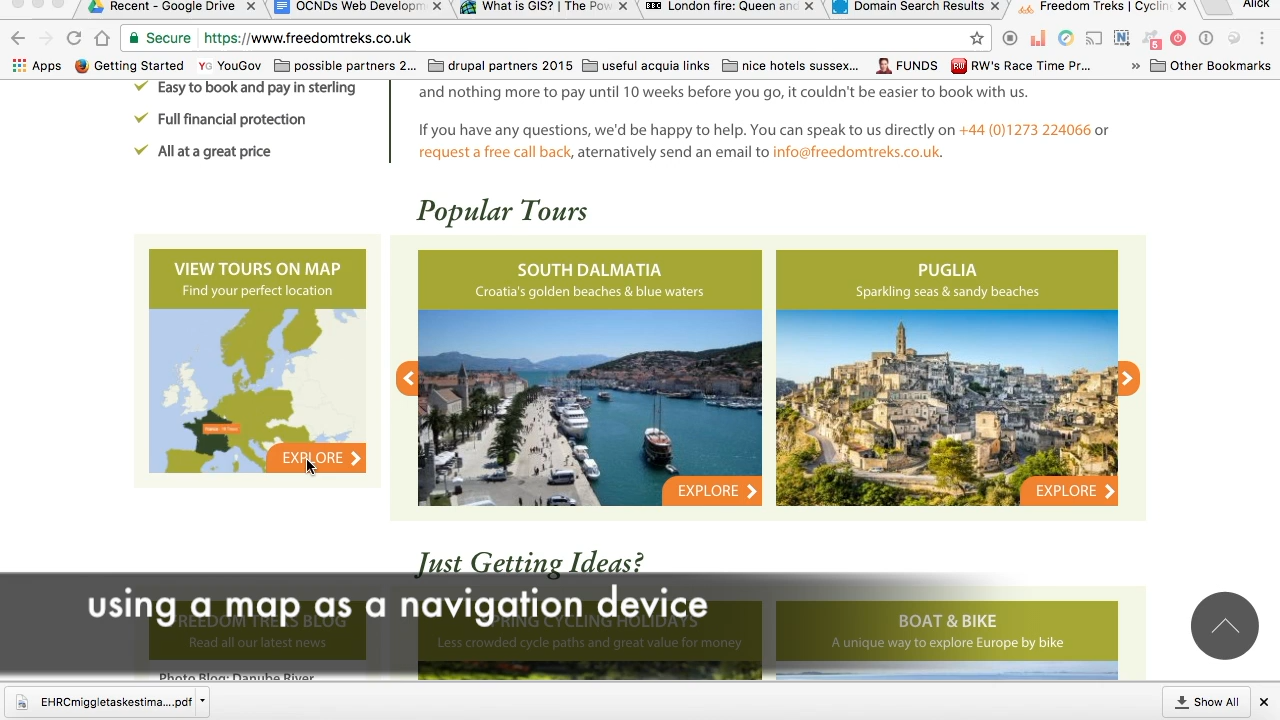 Recent - Google Drive
OCNDs Web Developm
What is GIS? | The Pow
London fire: Queen and
Domain Search Results
Freedom Treks | Cyclin
Alick
Secure
https://www.freedomtreks.co.uk
5
Apps
Getting Started
YG YouGov
possible partners 2...
drupal partners 2015
useful acquia links
nice hotels sussex...
FUNDS
RW RW's Race Time Pr...
»
Other Bookmarks
Easy to book and pay in sterling
Full financial protection
All at a great price
and nothing more to pay until 10 weeks before you go, it couldn't be easier to book with us.
If you have any questions, we'd be happy to help. You can speak to us directly on +44 (0)1273 224066 or
request a free call back, aternatively send an email to info@freedomtreks.co.uk.
Popular Tours
VIEW TOURS ON MAP
Find your perfect location
EXPLORE
SOUTH DALMATIA
Croatia's golden beaches & blue waters
EXPLORE
PUGLIA
Sparkling seas & sandy beaches
EXPLORE
Just Getting Ideas?
using a map as a navigation device
FREEDOM TREKS BLOG
Read all our latest news
Photo Blog: Danube River
SPRING CYCLING HOLIDAYS
Less crowded cycle paths and great value for money
BOAT & BIKE
A unique way to explore Europe by bike
EHRCmiggletaskestima....pdf
Show All